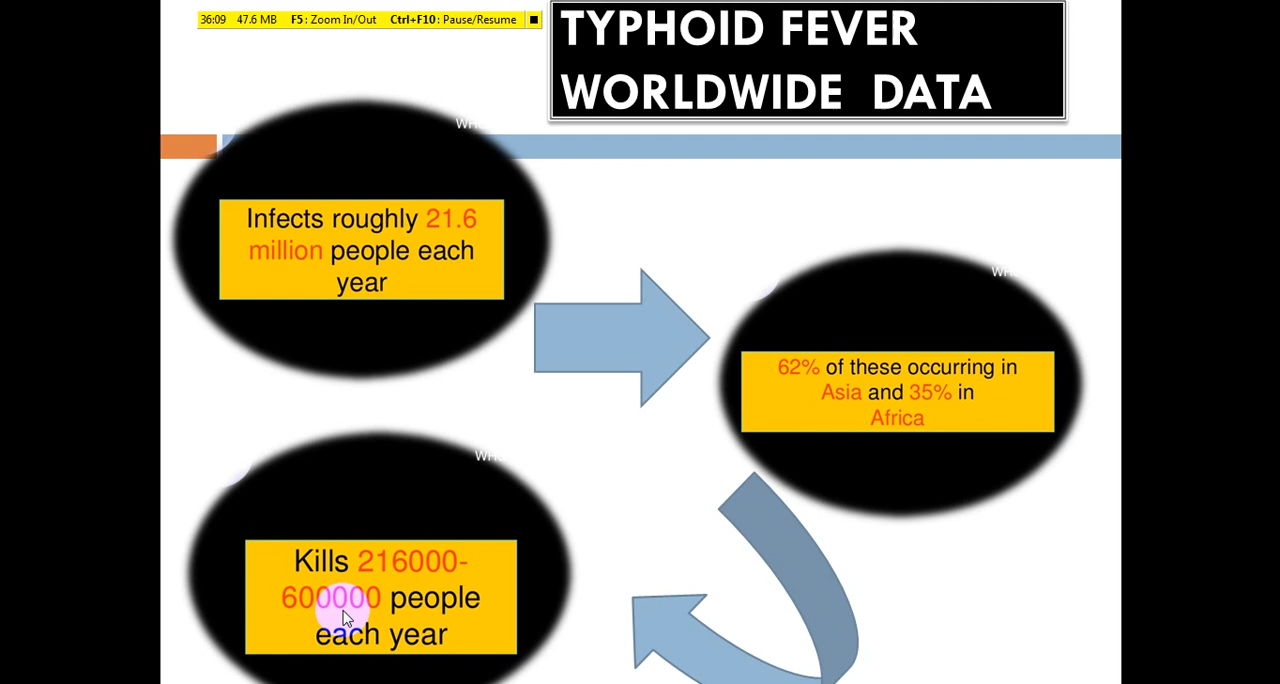 36:09 47.6 MB F5: Zoom In/Out Ctrl+F10: Pause/Resume
TYPHOID FEVER
WORLDWIDE DATA
Infects roughly 21.6
million people each
year
62% of these occurring in
Asia and 35% in
Africa
Kills 216000-
600000 people
each year